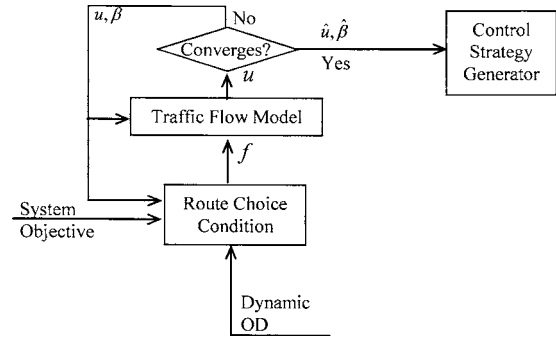 u, β
No
Converges?
û, β̂
Yes
Control
Strategy
Generator
u
Traffic Flow Model
f
Route Choice
Condition
System
Objective
Dynamic
OD